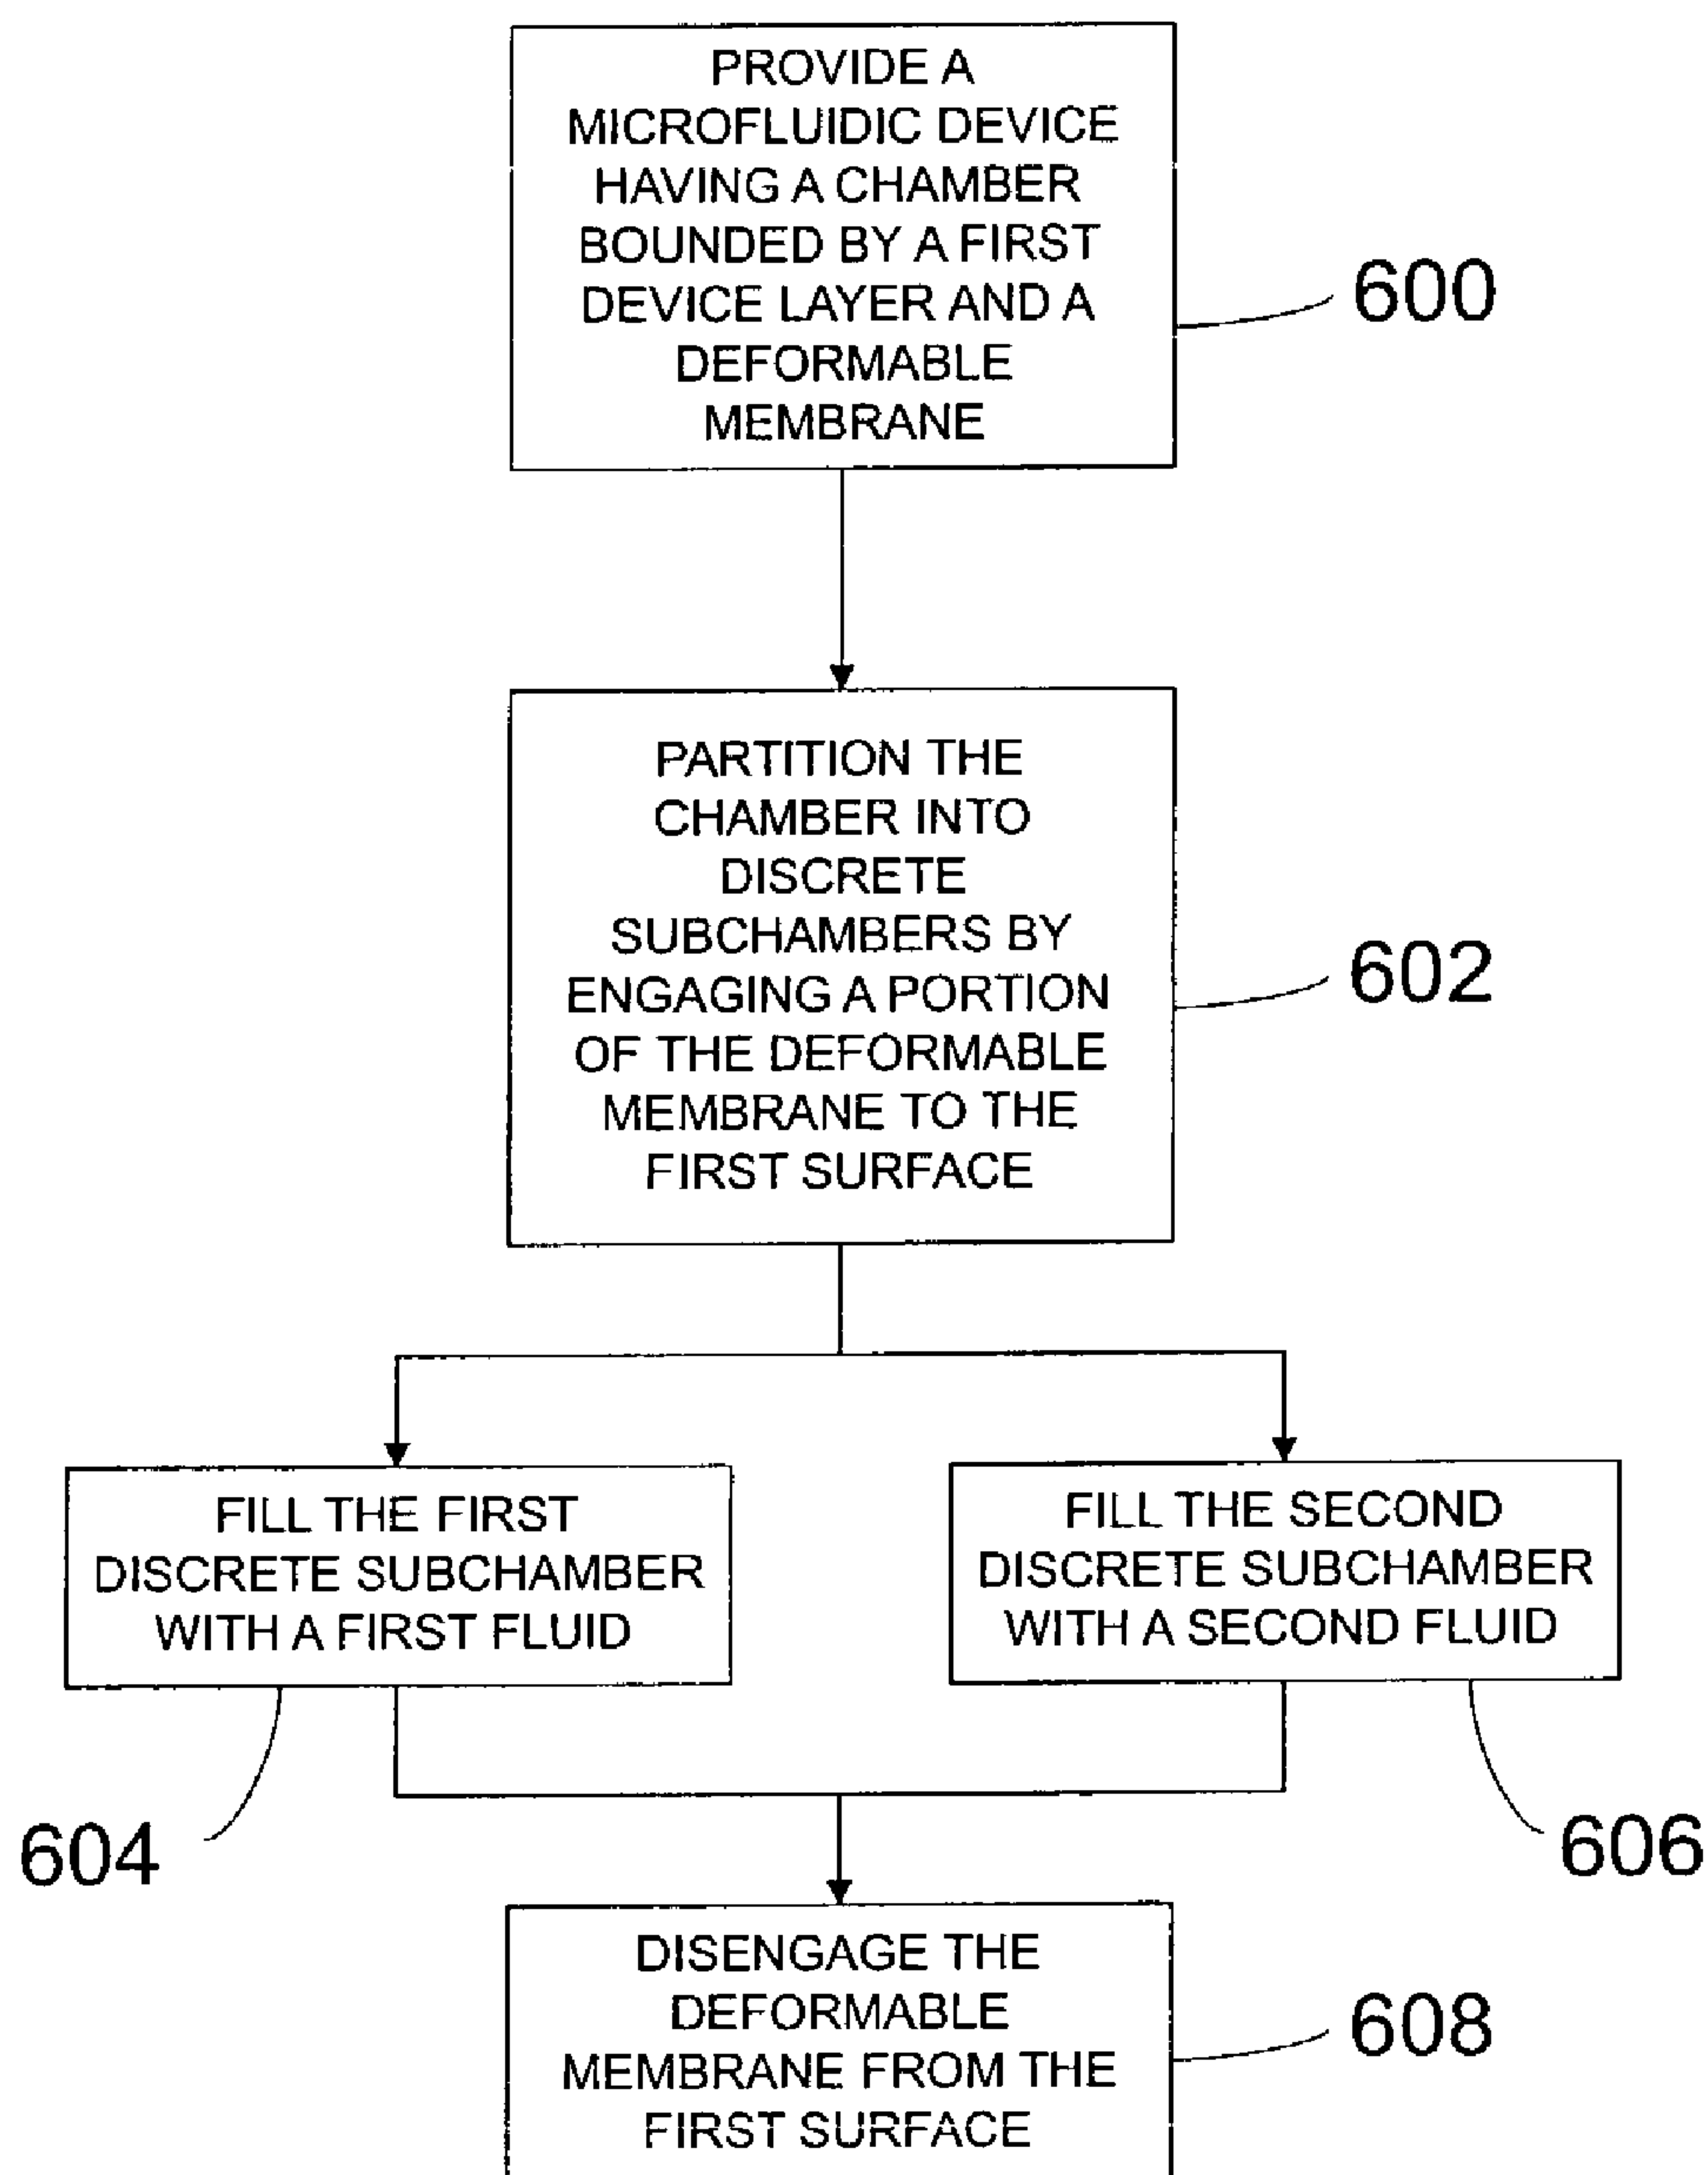 PROVIDE A
MICROFLUIDIC DEVICE
HAVING A CHAMBER
BOUNDED BY A FIRST
DEVICE LAYER AND A
DEFORMABLE
MEMBRANE
600
PARTITION THE
CHAMBER INTO
DISCRETE
SUBCHAMBERS BY
ENGAGING A PORTION
OF THE DEFORMABLE
MEMBRANE TO THE
FIRST SURFACE
602
FILL THE FIRST
DISCRETE SUBCHAMBER
WITH A FIRST FLUID
604
FILL THE SECOND
DISCRETE SUBCHAMBER
WITH A SECOND FLUID
606
DISENGAGE THE
DEFORMABLE
MEMBRANE FROM THE
FIRST SURFACE
608